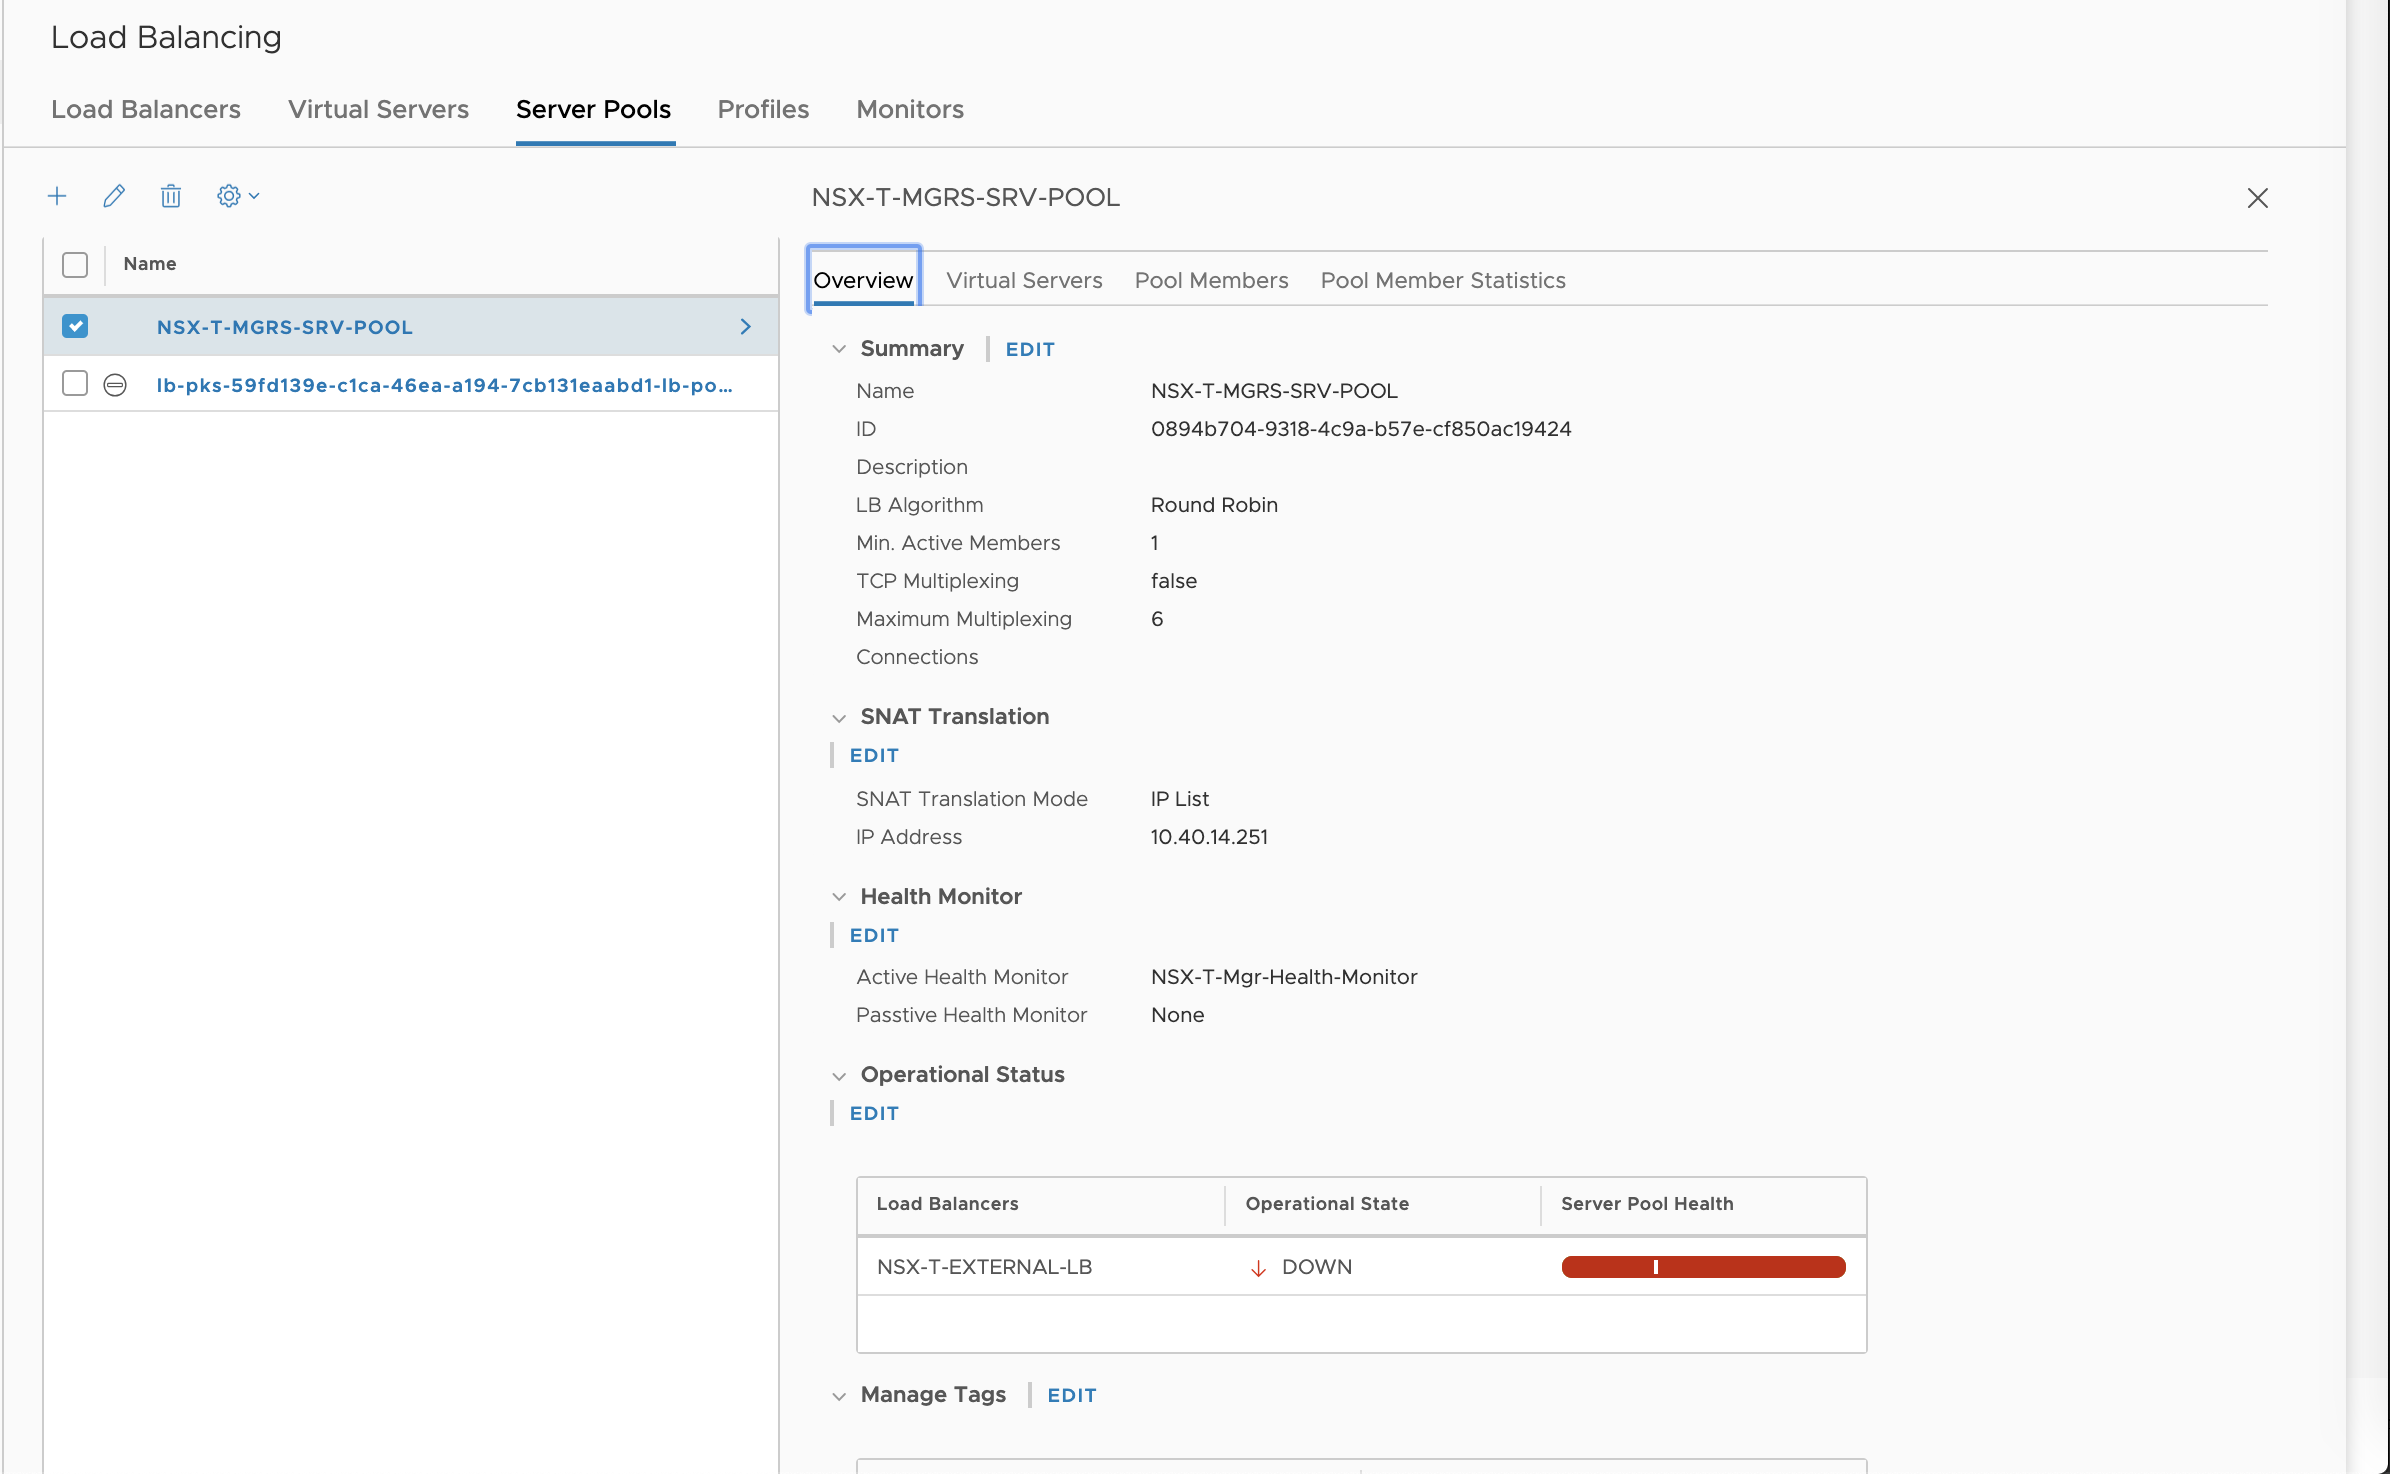 Load Balancing
Load Balancers Virtual Servers Server Pools Profiles Monitors
Name
NSX-T-MGRS-SRV-POOL
lb-pks-59fd139e-c1ca-46ea-a194-7cb131eaabd1-lb-po...
NSX-T-MGRS-SRV-POOL
Overview Virtual Servers Pool Members Pool Member Statistics
Summary EDIT
Name NSX-T-MGRS-SRV-POOL
ID 0894b704-9318-4c9a-b57e-cf850ac19424
Description
LB Algorithm Round Robin
Min. Active Members 1
TCP Multiplexing false
Maximum Multiplexing 6
Connections
SNAT Translation
EDIT
SNAT Translation Mode IP List
IP Address 10.40.14.251
Health Monitor
EDIT
Active Health Monitor NSX-T-Mgr-Health-Monitor
Passtive Health Monitor None
Operational Status
EDIT
Load Balancers Operational State Server Pool Health
NSX-T-EXTERNAL-LB DOWN
Manage Tags EDIT